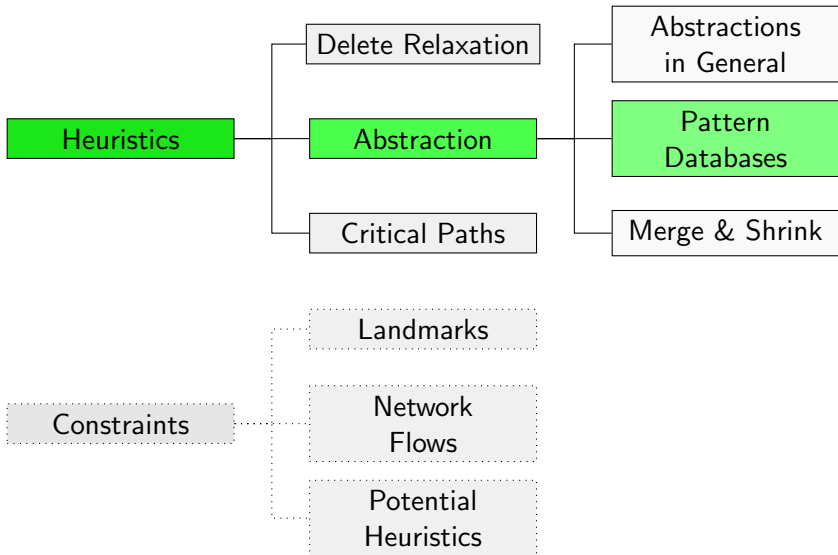 Heuristics
Delete Relaxation
Abstraction
Critical Paths
Abstractions
in General
Pattern
Databases
Merge & Shrink
Constraints
Landmarks
Network
Flows
Potential
Heuristics